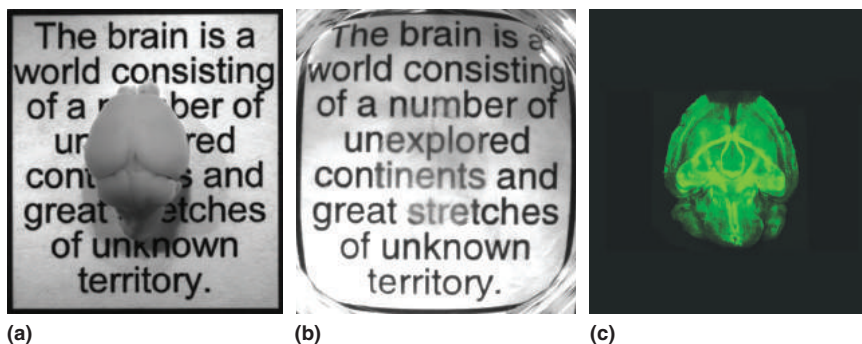 The brain is a
world consisting
of a of
and
great
of unknown
territory.
The brain is a
world consisting
of a number of
unexplored
continents and
great stretches
of unknown
territory.
(a)
(b)
(c)